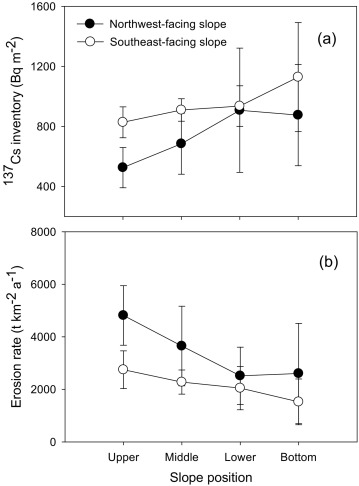 1600
Northwest-facing slope
Southeast-facing slope
(a)
1200
800
400
137Cs inventory (Bq m-2)
8000
(b)
6000
4000
2000
0
Erosion rate (t km-2 a-1)
Upper Middle Lower Bottom
Slope position